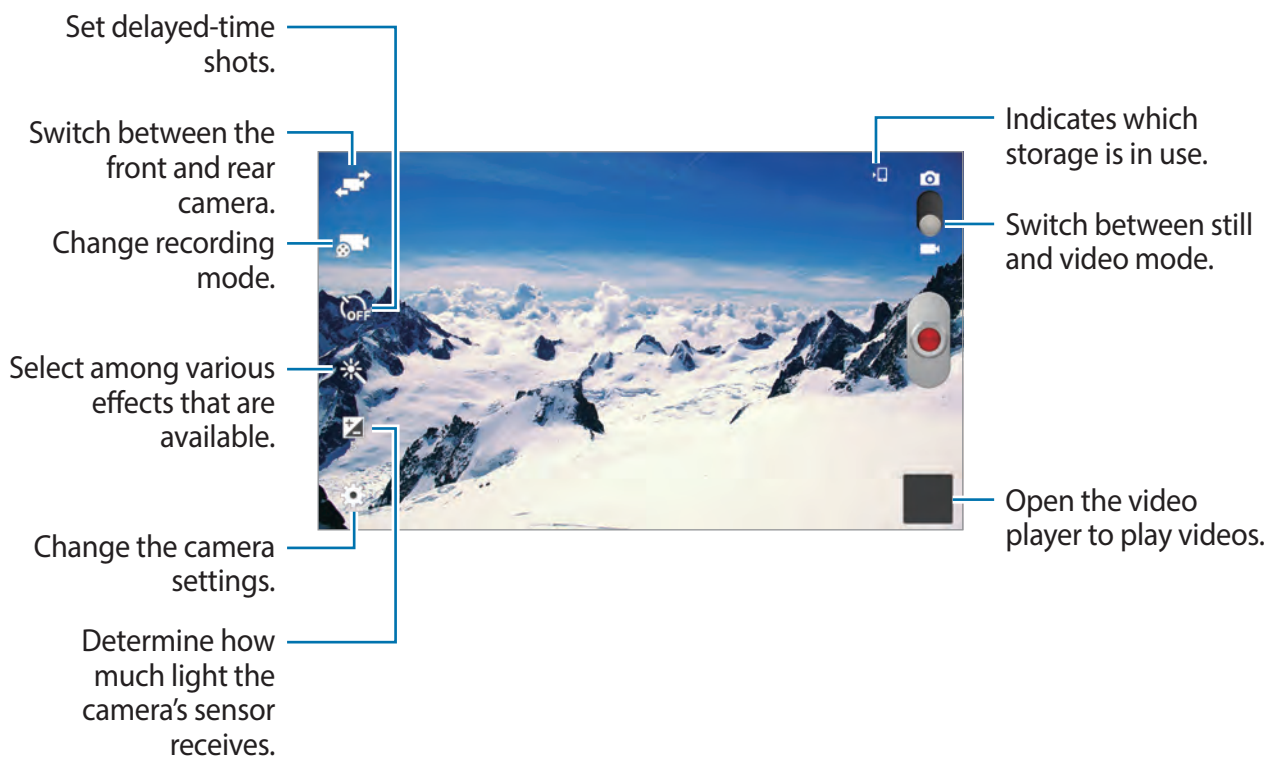 Set delayed-time
shots.
Switch between the
front and rear
camera.
Change recording
mode.
OFF
Select among various
effects that are
available.
Change the camera
settings.
Determine how
much light the
camera’s sensor
receives.
Indicates which
storage is in use.
Switch between still
and video mode.
Open the video
player to play videos.